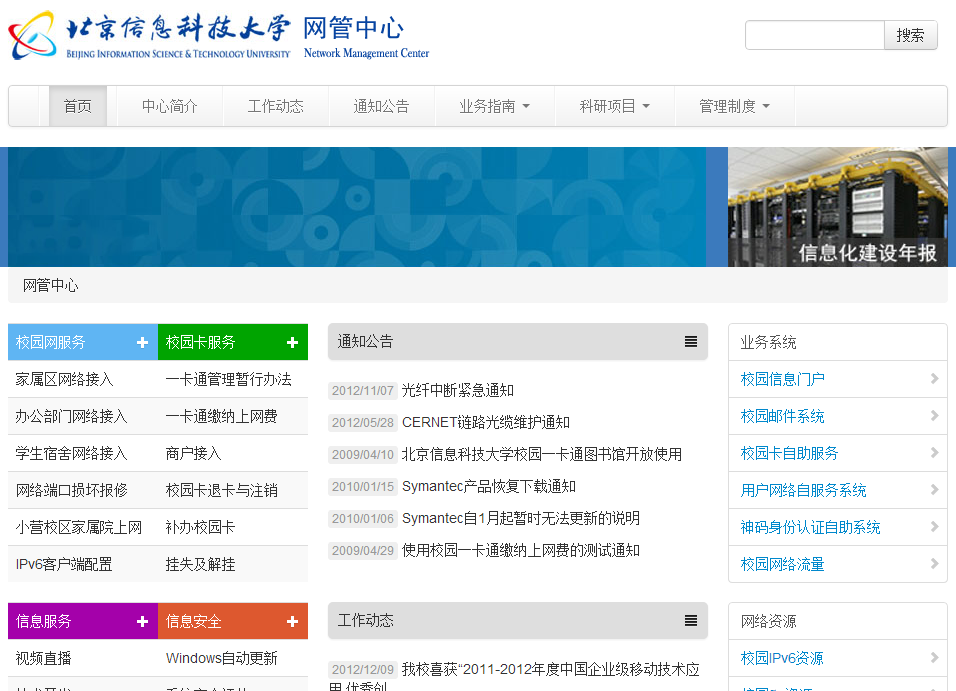 北京信息科技大学 网管中心
BEIJING INFORMATION SCIENCE & TECHNOLOGY UNIVERSITY Network Management Center
搜索
首页 中心简介 工作动态 通知公告 业务指南 科研项目 管理制度
信息化建设年报
网管中心
校园网服务
家属区网络接入
办公部门网络接入
学生宿舍网络接入
网络端口损坏报修
小营校区家属院上网
IPv6客户端配置
校园卡服务
一卡通管理暂行办法
一卡通缴纳上网费
商户接入
校园卡退卡与注销
补办校园卡
挂失及解挂
通知公告
2012/11/07 光纤中断紧急通知
2012/05/28 CERNET链路光缆维护通知
2009/04/10 北京信息科技大学校园一卡通图书馆开放使用
2010/01/15 Symantec产品恢复下载通知
2010/01/06 Symantec自1月起暂时无法更新的说明
2009/04/29 使用校园一卡通缴纳上网费的测试通知
业务系统
校园信息门户
校园邮件系统
校园卡自助服务
用户网络自服务系统
神码身份认证自助系统
校园网络流量
信息服务
视频直播
信息安全
Windows自动更新
工作动态
2012/12/09 我校喜获“2011-2012年度中国企业级移动技术应
用 优秀创
网络资源
校园IPv6资源